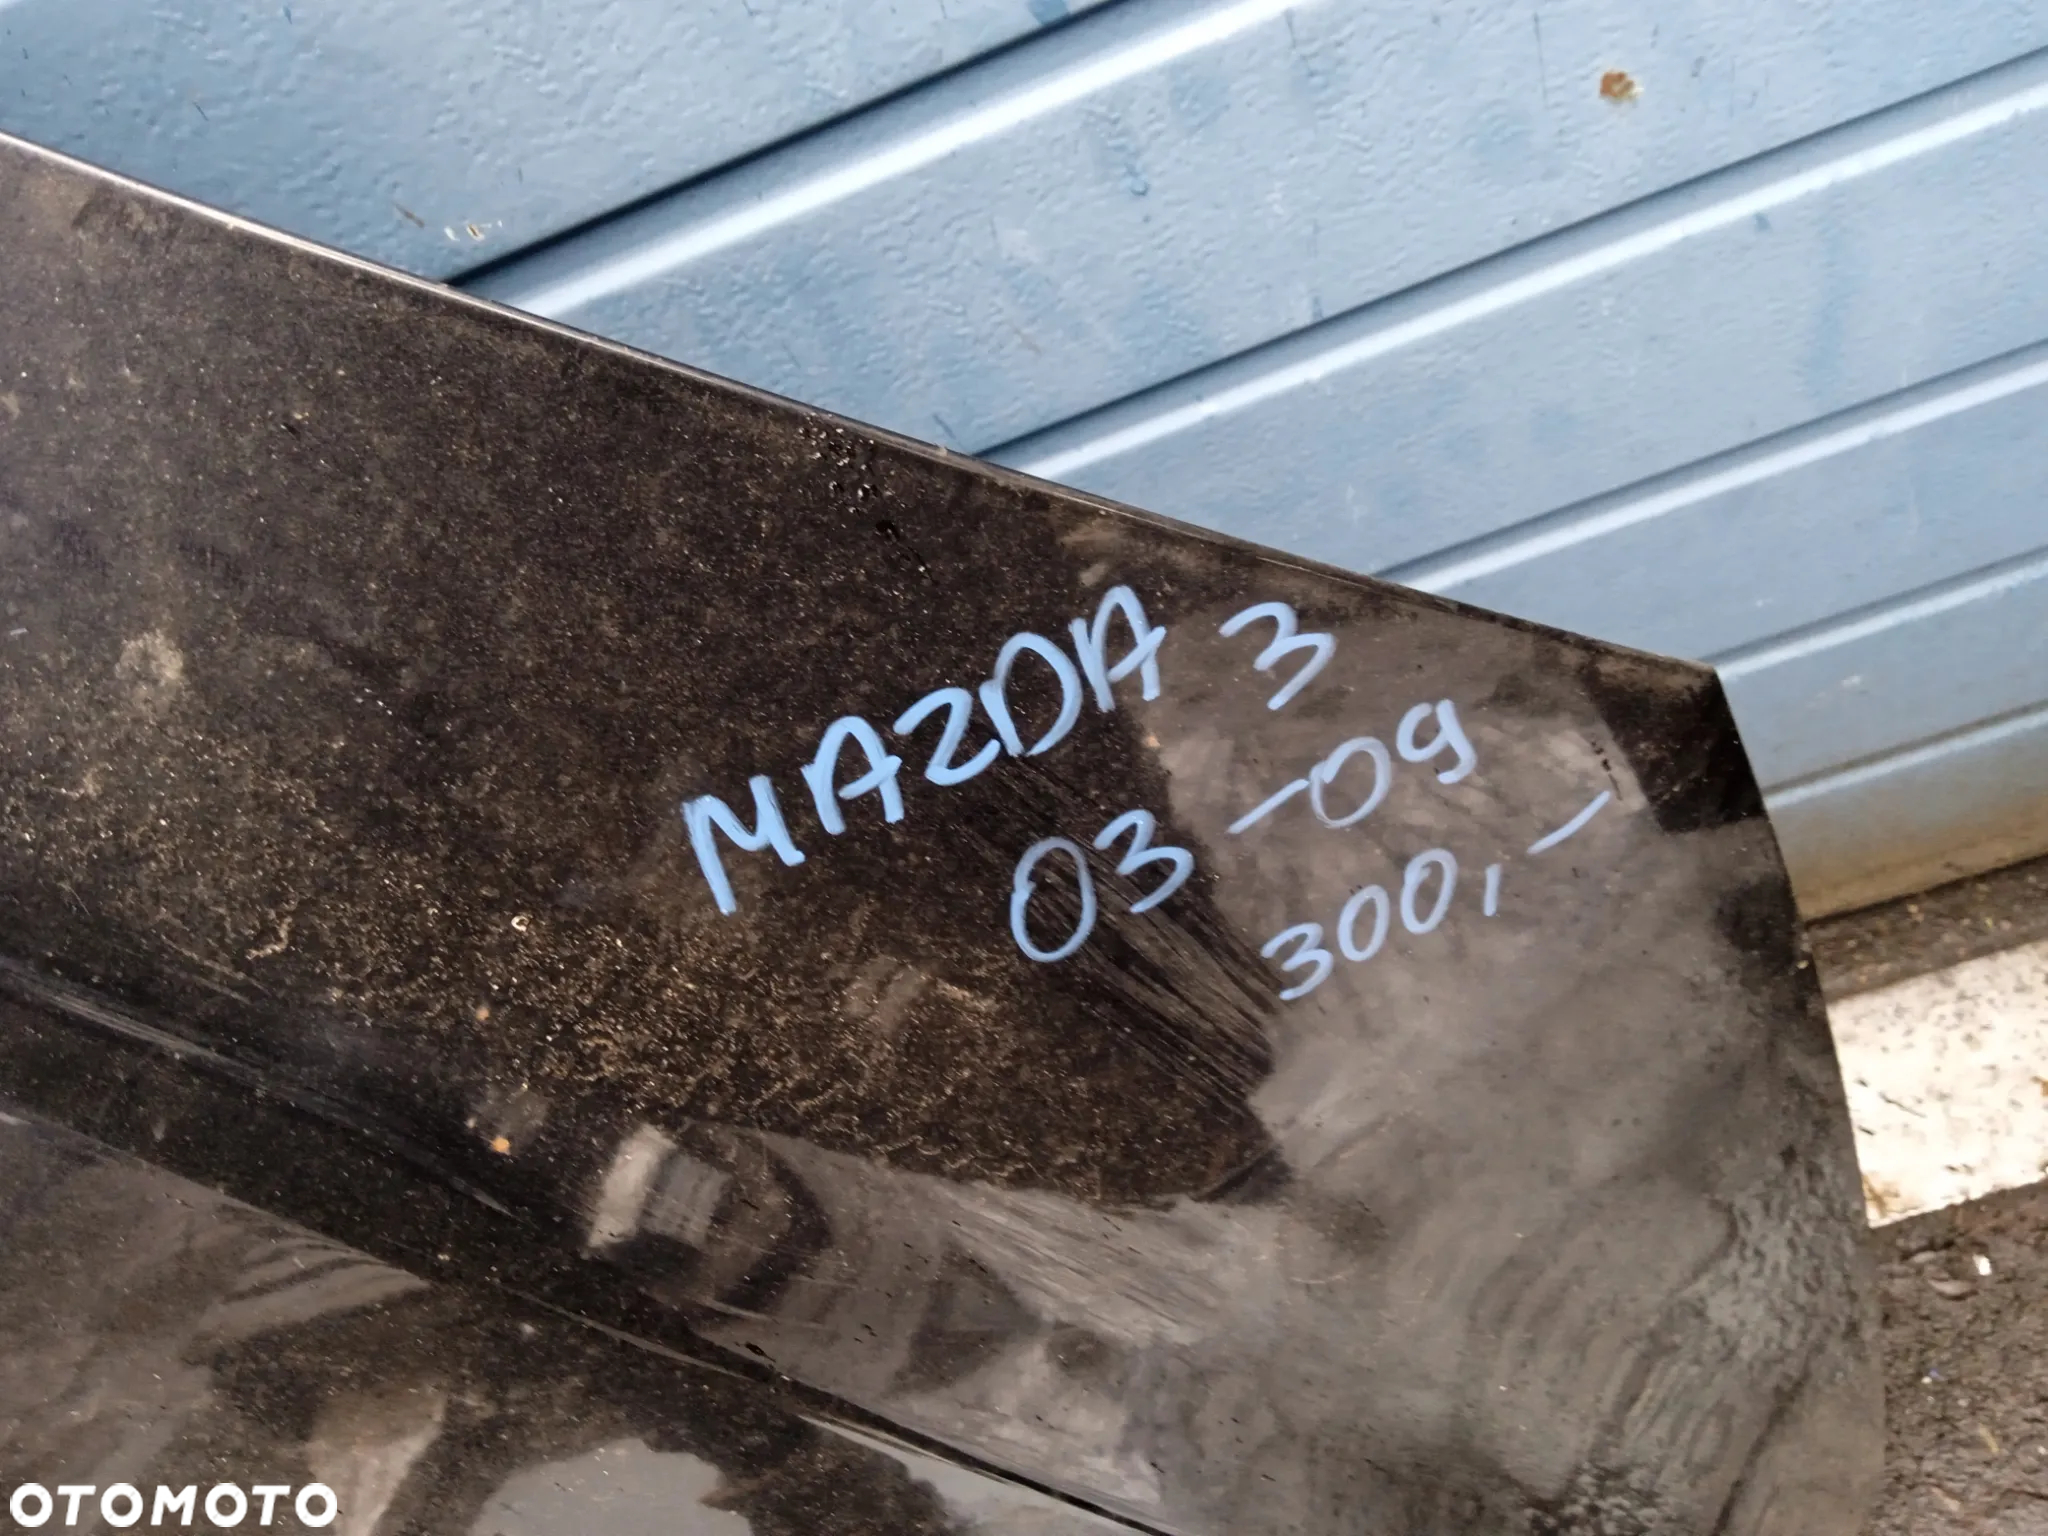 MAZDA 3
03-09
300,-
OTOMOTO